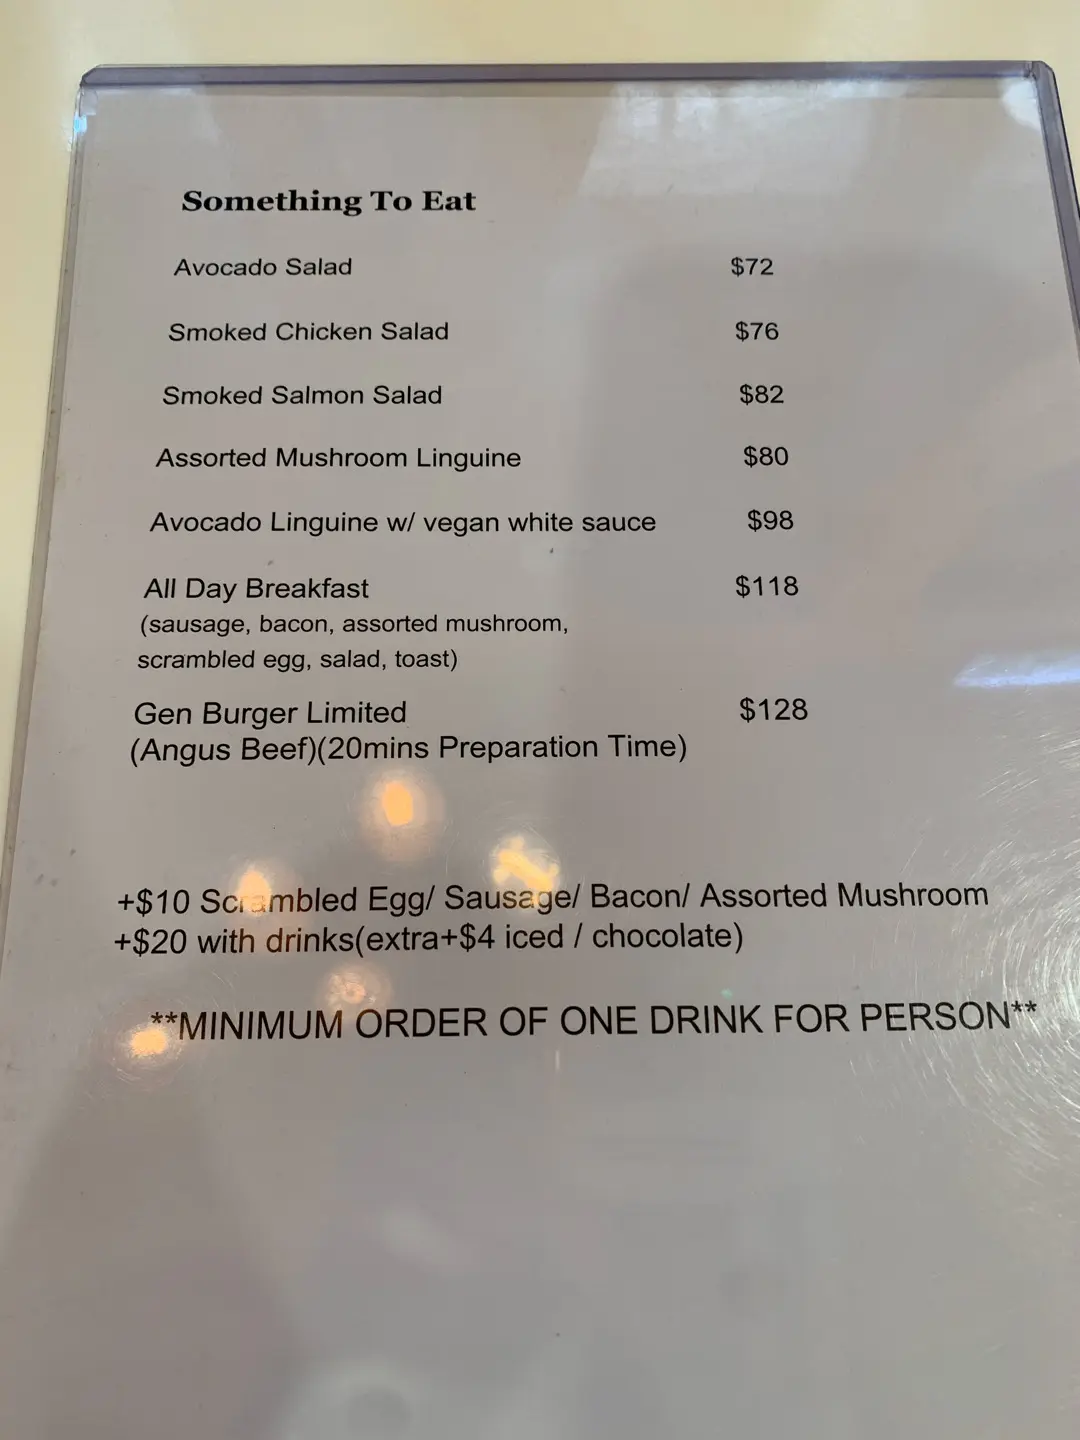 Something To Eat
Avocado Salad $72
Smoked Chicken Salad $76
Smoked Salmon Salad $82
Assorted Mushroom Linguine $80
Avocado Linguine w/ vegan white sauce $98
All Day Breakfast $118
(sausage, bacon, assorted mushroom,
scrambled egg, salad, toast)
Gen Burger Limited $128
(Angus Beef)(20mins Preparation Time)
+$10 Scrambled Egg/ Sausage/ Bacon/ Assorted Mushroom
+$20 with drinks(extra+$4 iced / chocolate)
**MINIMUM ORDER OF ONE DRINK FOR PERSON**